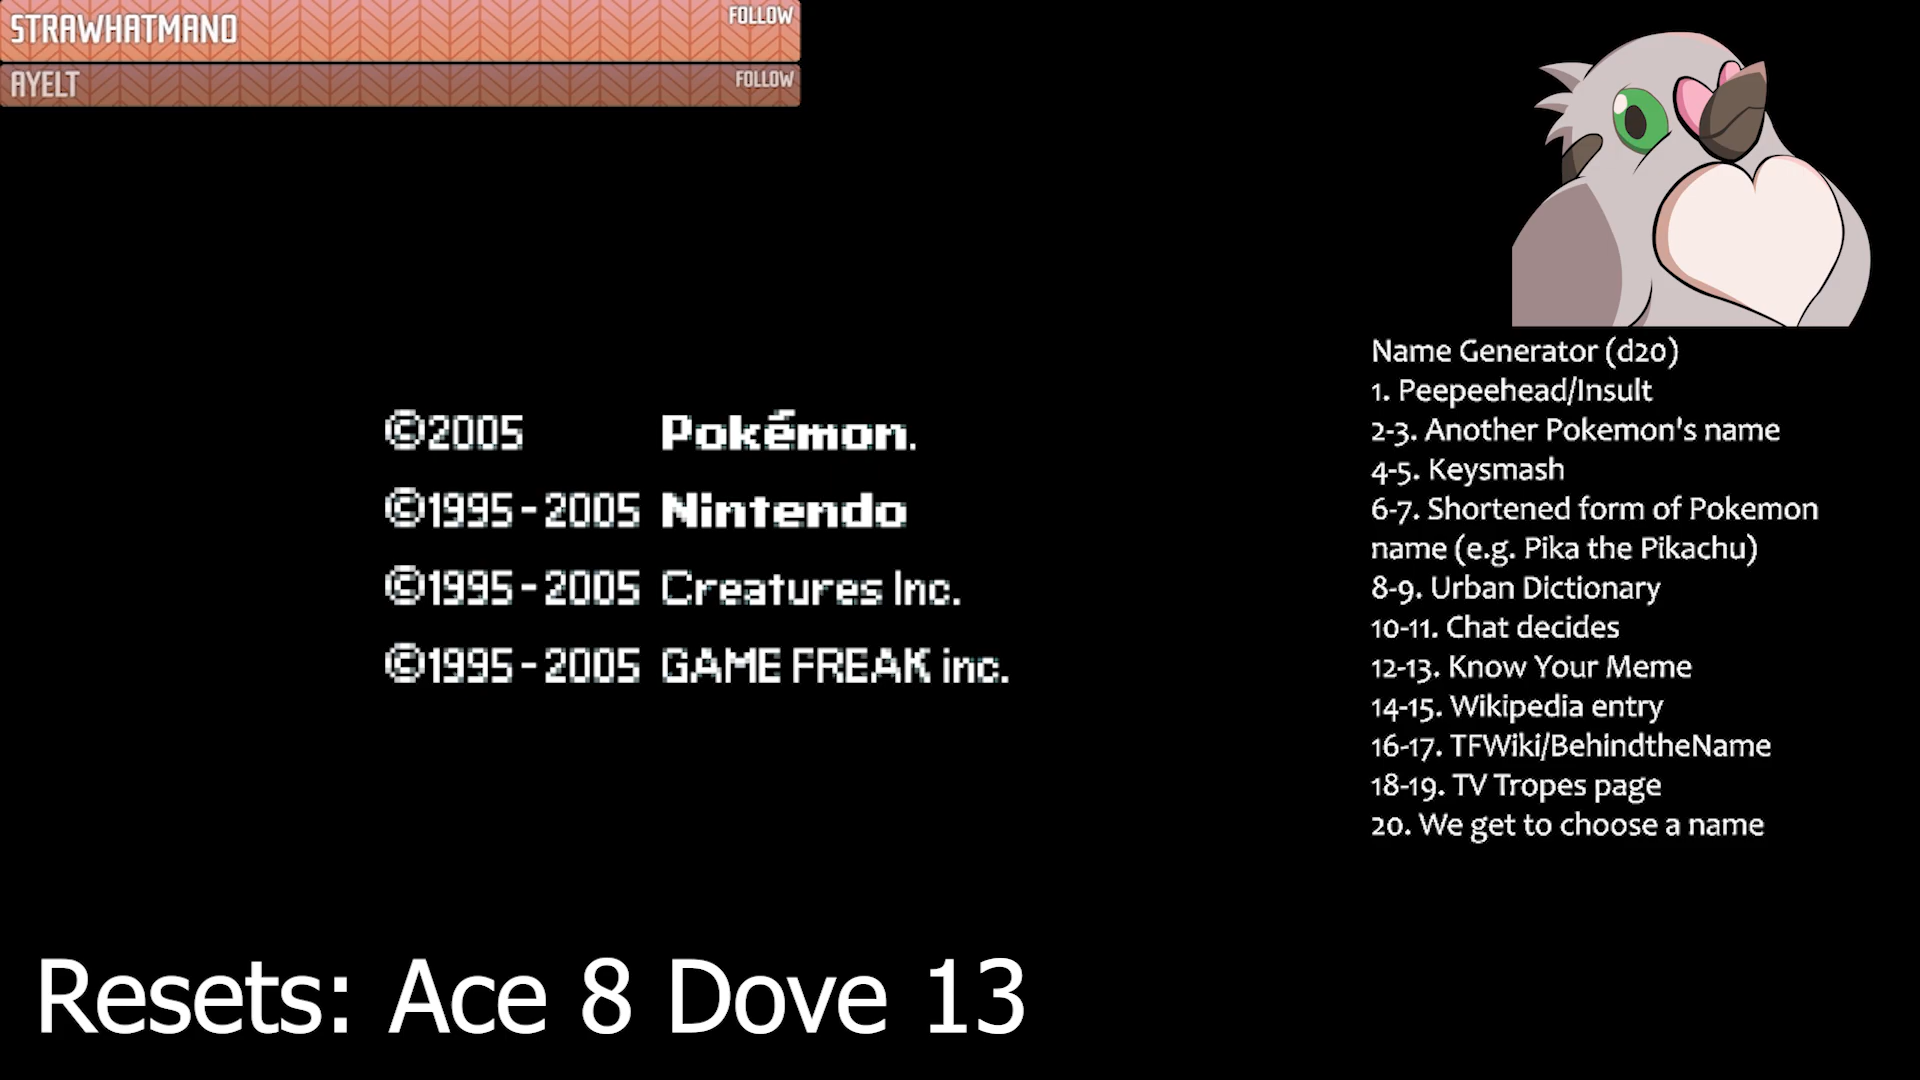 STRAWHATMANO FOLLOW
AYELT FOLLOW
©2005 Pokémon.
©1995-2005 Nintendo
©1995-2005 Creatures Inc.
©1995-2005 GAME FREAK inc.
Name Generator (d20)
1. Peepeehead/Insult
2-3. Another Pokemon's name
4-5. Keysmash
6-7. Shortened form of Pokemon
name (e.g. Pika the Pikachu)
8-9. Urban Dictionary
10-11. Chat decides
12-13. Know Your Meme
14-15. Wikipedia entry
16-17. TFWiki/BehindtheName
18-19. TV Tropes page
20. We get to choose a name
Resets: Ace 8 Dove 13